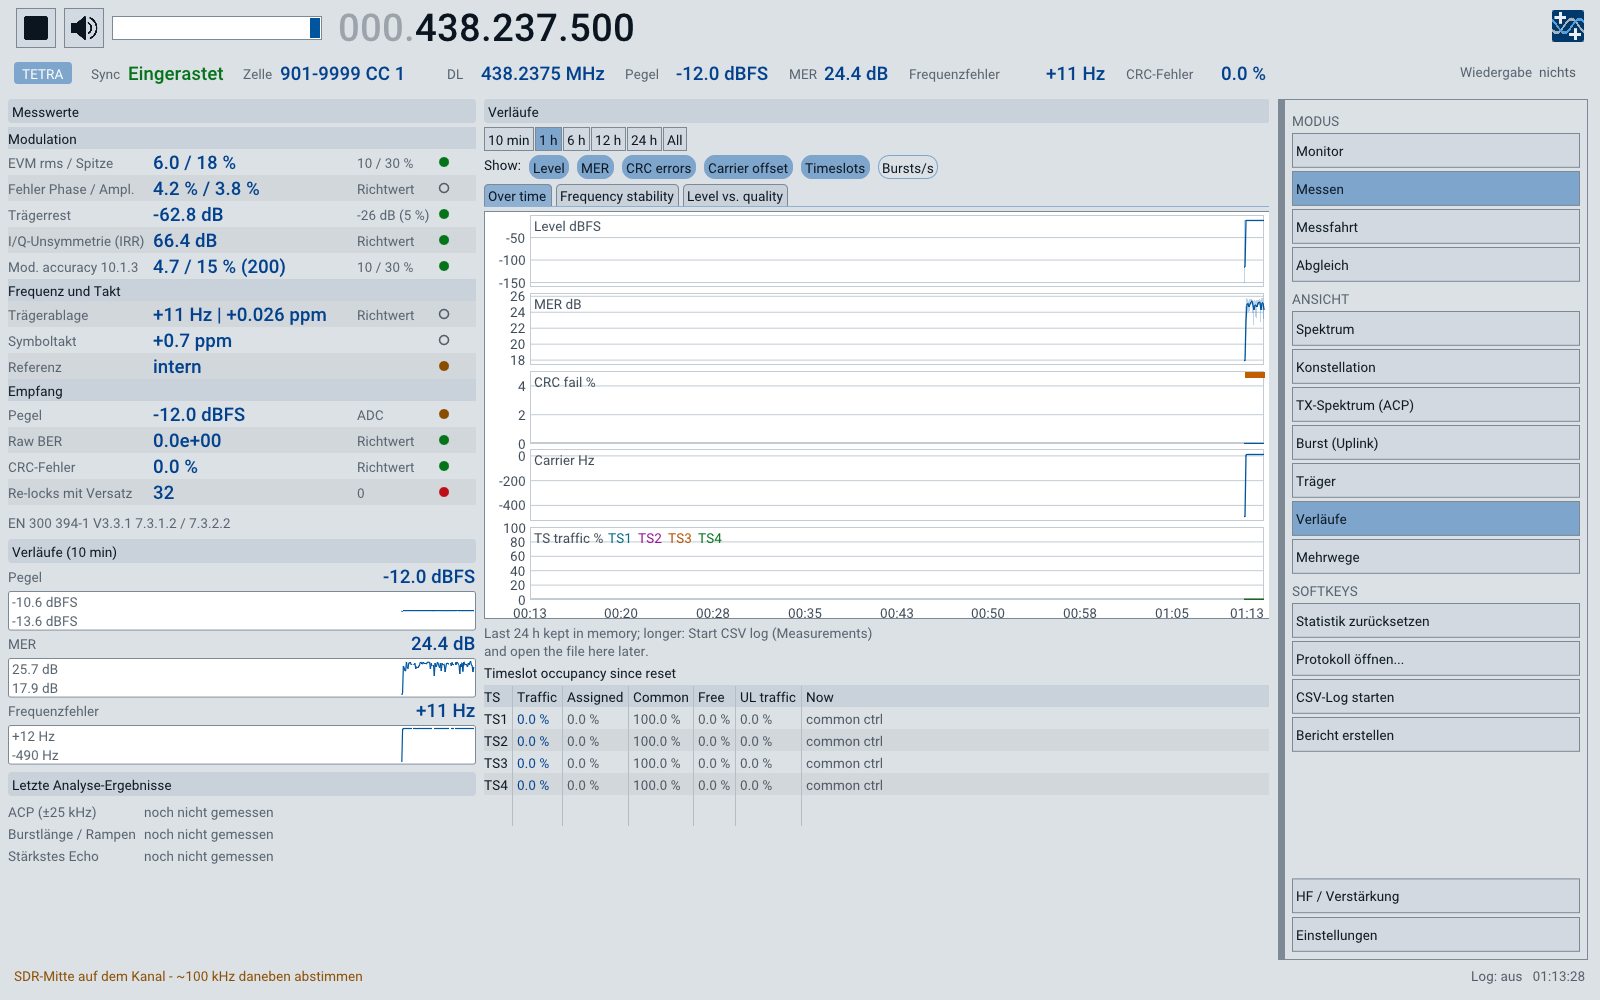 000.438.237.500
TETRA Sync Eingerastet Zelle 901-9999 CC 1 DL 438.2375 MHz Pegel -12.0 dBFS MER 24.4 dB Frequenzfehler +11 Hz CRC-Fehler 0.0 % Wiedergabe nichts
Messwerte
Modulation
EVM rms / Spitze 6.0 / 18 % 10 / 30 %
Fehler Phase / Ampl. 4.2 % / 3.8 % Richtwert
Trägerrest -62.8 dB -26 dB (5 %)
I/Q-Unsymmetrie (IRR) 66.4 dB Richtwert
Mod. accuracy 10.1.3 4.7 / 15 % (200) 10 / 30 %
Frequenz und Takt
Trägerablage +11 Hz | +0.026 ppm Richtwert
Symboltakt +0.7 ppm
Referenz intern
Empfang
Pegel -12.0 dBFS ADC
Raw BER 0.0e+00 Richtwert
CRC-Fehler 0.0 % Richtwert
Re-locks mit Versatz 32 0
EN 300 394-1 V3.3.1 7.3.1.2 / 7.3.2.2
Verläufe (10 min)
Pegel -12.0 dBFS
-10.6 dBFS
-13.6 dBFS
MER 24.4 dB
25.7 dB
17.9 dB
Frequenzfehler +11 Hz
+12 Hz
-490 Hz
Letzte Analyse-Ergebnisse
ACP (±25 kHz) noch nicht gemessen
Burstlänge / Rampen noch nicht gemessen
Stärkstes Echo noch nicht gemessen
Verläufe
10 min 1 h 6 h 12 h 24 h All
Show: Level MER CRC errors Carrier offset Timeslots Bursts/s
Over time Frequency stability Level vs. quality
Level dBFS
-50
-100
-150
MER dB
26
24
22
20
18
CRC fail %
4
2
0
Carrier Hz
0
-200
-400
TS traffic % TS1 TS2 TS3 TS4
100
80
60
40
20
0
00:13 00:20 00:28 00:35 00:43 00:50 00:58 01:05 01:13
Last 24 h kept in memory; longer: Start CSV log (Measurements)
and open the file here later.
Timeslot occupancy since reset
TS Traffic Assigned Common Free UL traffic Now
TS1 0.0 % 0.0 % 100.0 % 0.0 % 0.0 % common ctrl
TS2 0.0 % 0.0 % 100.0 % 0.0 % 0.0 % common ctrl
TS3 0.0 % 0.0 % 100.0 % 0.0 % 0.0 % common ctrl
TS4 0.0 % 0.0 % 100.0 % 0.0 % 0.0 % common ctrl
MODUS
Monitor
Messen
Messfahrt
Abgleich
ANSICHT
Spektrum
Konstellation
TX-Spektrum (ACP)
Burst (Uplink)
Träger
Verläufe
Mehrwege
SOFTKEYS
Statistik zurücksetzen
Protokoll öffnen...
CSV-Log starten
Bericht erstellen
HF / Verstärkung
Einstellungen
SDR-Mitte auf dem Kanal - ~100 kHz daneben abstimmen
Log: aus 01:13:28